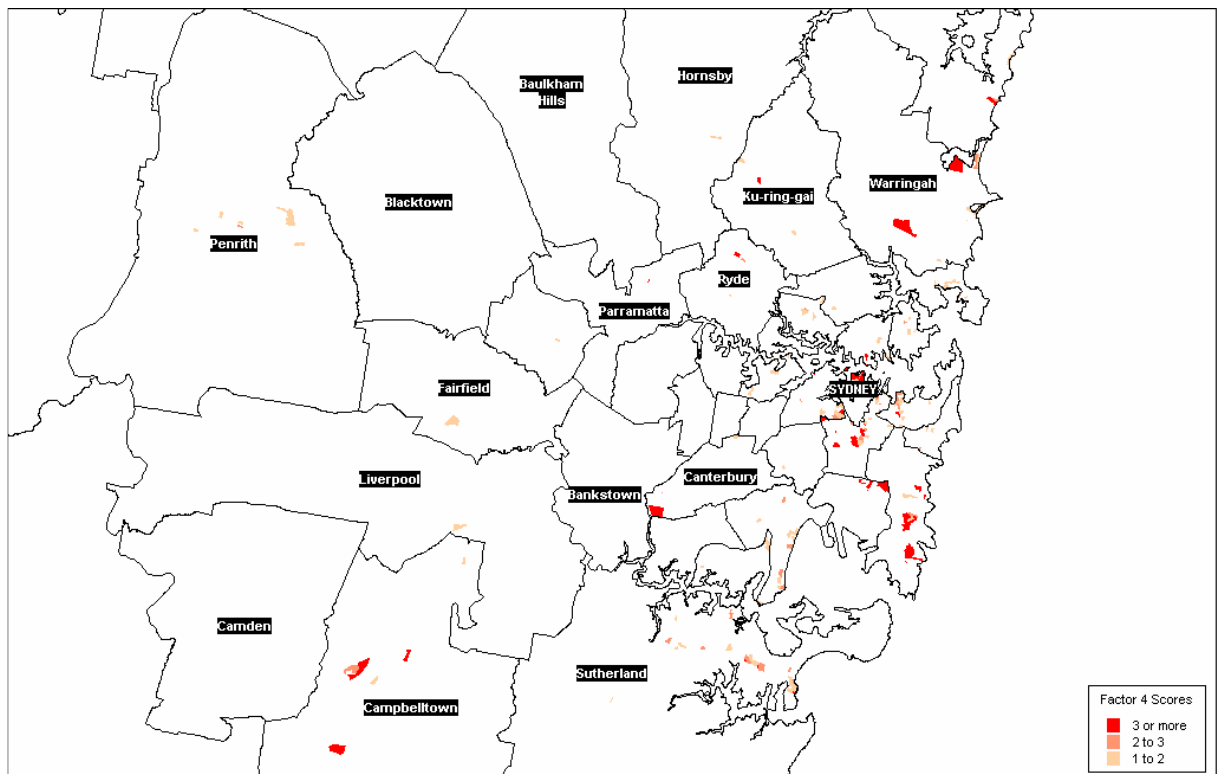 Hornsby
Baulkham
Hills
Warringah
Ku-ring-gai
Blacktown
Penrith
Ryde
Parramatta
Fairfield
SYDNEY
Liverpool
Canterbury
Bankstown
Camden
Sutherland
Campbelltown
Factor 4 Scores
3 or more
2 to 3
1 to 2